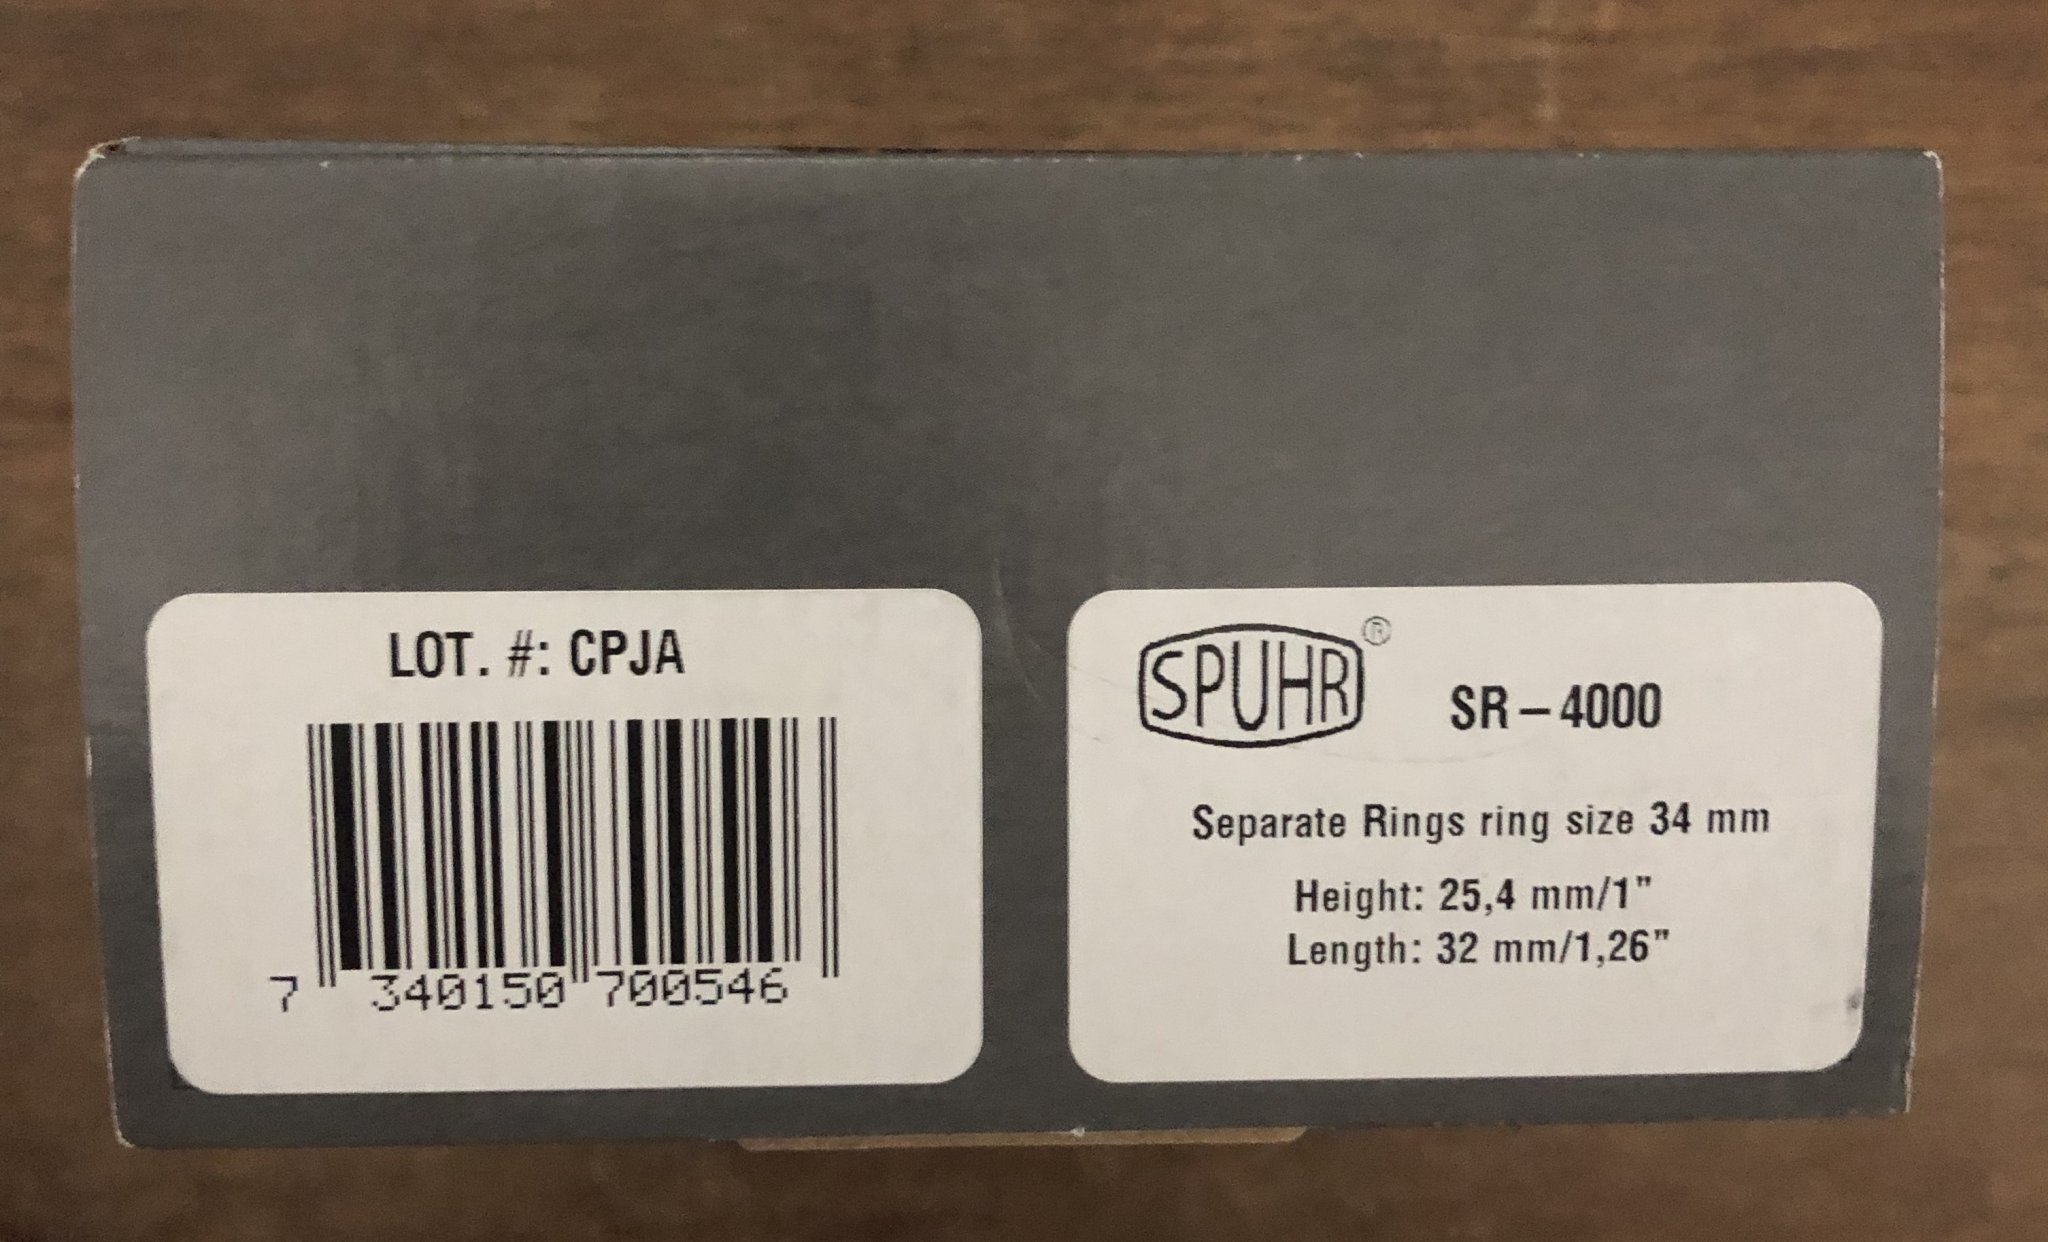 LOT. #: CPJA
7 340150 700546
SPUHR® SR-4000
Separate Rings ring size 34 mm
Height: 25,4 mm/1"
Length: 32 mm/1,26"